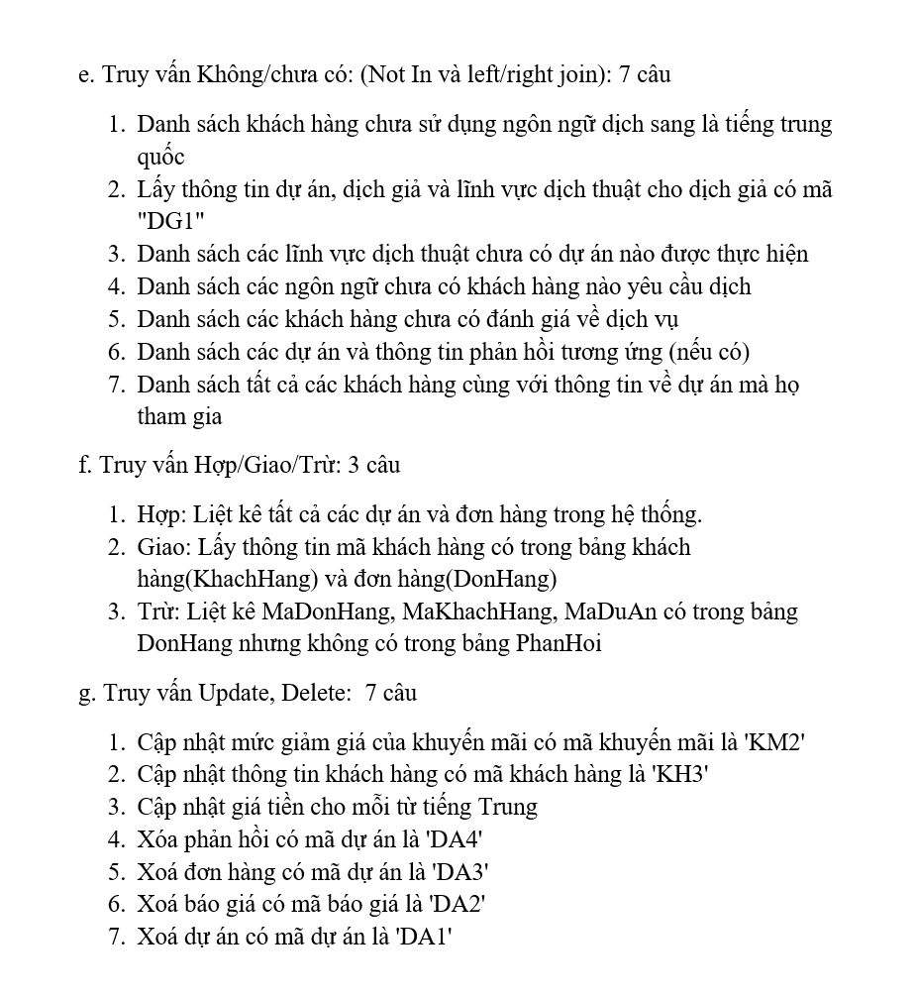 e. Truy vấn Không/chưa có: (Not In và left/right join): 7 câu
1. Danh sách khách hàng chưa sử dụng ngôn ngữ dịch sang là tiếng trung
quốc
2. Lấy thông tin dự án, dịch giả và lĩnh vực dịch thuật cho dịch giả có mã
"DG1"
3. Danh sách các lĩnh vực dịch thuật chưa có dự án nào được thực hiện
4. Danh sách các ngôn ngữ chưa có khách hàng nào yêu cầu dịch
5. Danh sách các khách hàng chưa có đánh giá về dịch vụ
6. Danh sách các dự án và thông tin phản hồi tương ứng (nếu có)
7. Danh sách tất cả các khách hàng cùng với thông tin về dự án mà họ
tham gia
f. Truy vấn Hợp/Giao/Trừ: 3 câu
1. Hợp: Liệt kê tất cả các dự án và đơn hàng trong hệ thống.
2. Giao: Lấy thông tin mã khách hàng có trong bảng khách
hàng(KhachHang) và đơn hàng(DonHang)
3. Trừ: Liệt kê MaDonHang, MaKhachHang, MaDuAn có trong bảng
DonHang nhưng không có trong bảng PhanHoi
g. Truy vấn Update, Delete:  7 câu
1. Cập nhật mức giảm giá của khuyến mãi có mã khuyến mãi là 'KM2'
2. Cập nhật thông tin khách hàng có mã khách hàng là 'KH3'
3. Cập nhật giá tiền cho mỗi từ tiếng Trung
4. Xóa phản hồi có mã dự án là 'DA4'
5. Xoá đơn hàng có mã dự án là 'DA3'
6. Xoá báo giá có mã báo giá là 'DA2'
7. Xoá dự án có mã dự án là 'DA1'